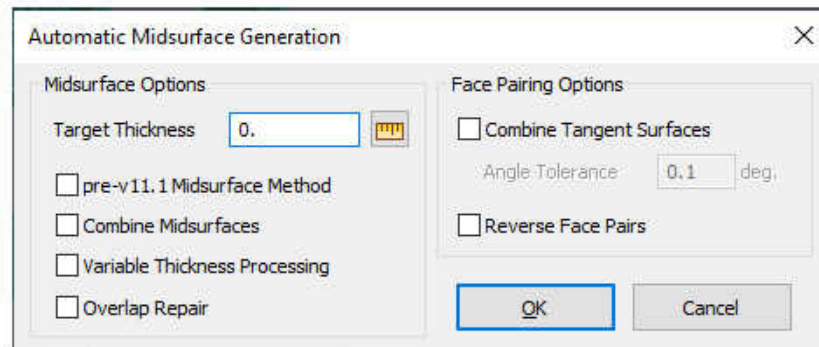 Automatic Midsurface Generation
Midsurface Options
Target Thickness 0.
pre-v11.1 Midsurface Method
Combine Midsurfaces
Variable Thickness Processing
Overlap Repair
Face Pairing Options
Combine Tangent Surfaces
Angle Tolerance 0.1 deg.
Reverse Face Pairs
OK Cancel